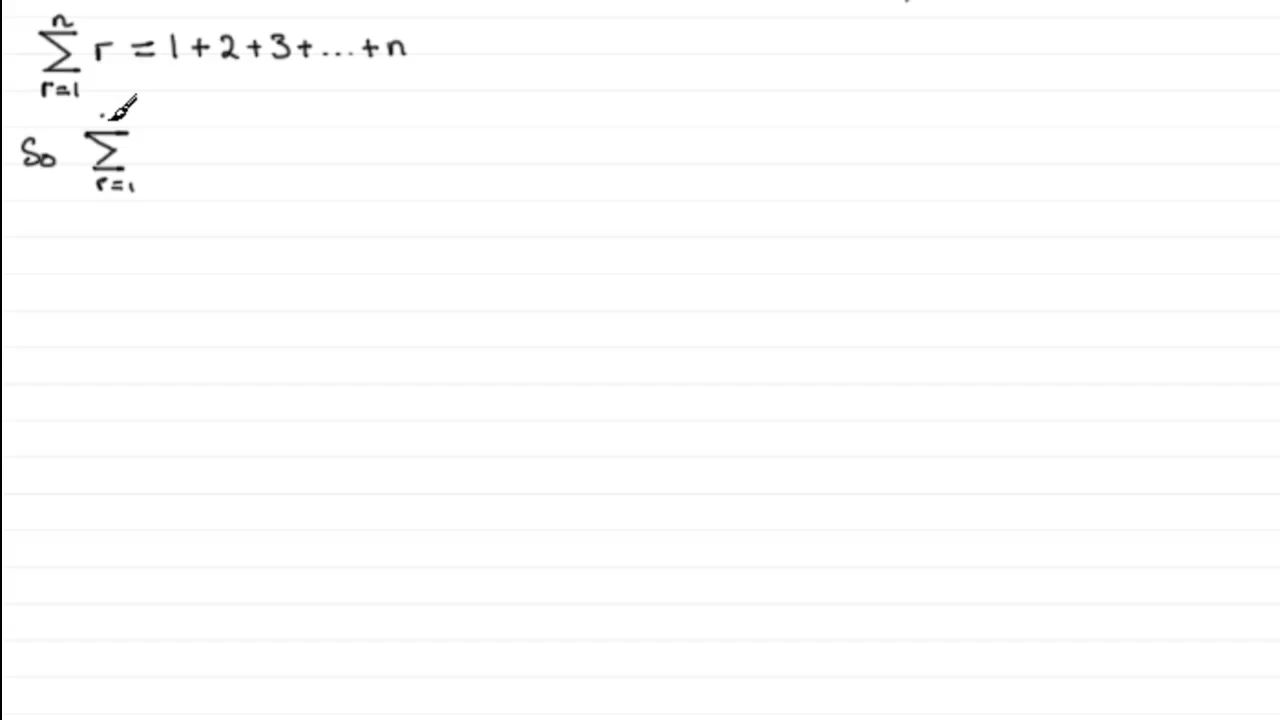 n
∑ r = 1 + 2 + 3 + ... + n
r=1
So ∑
r=1